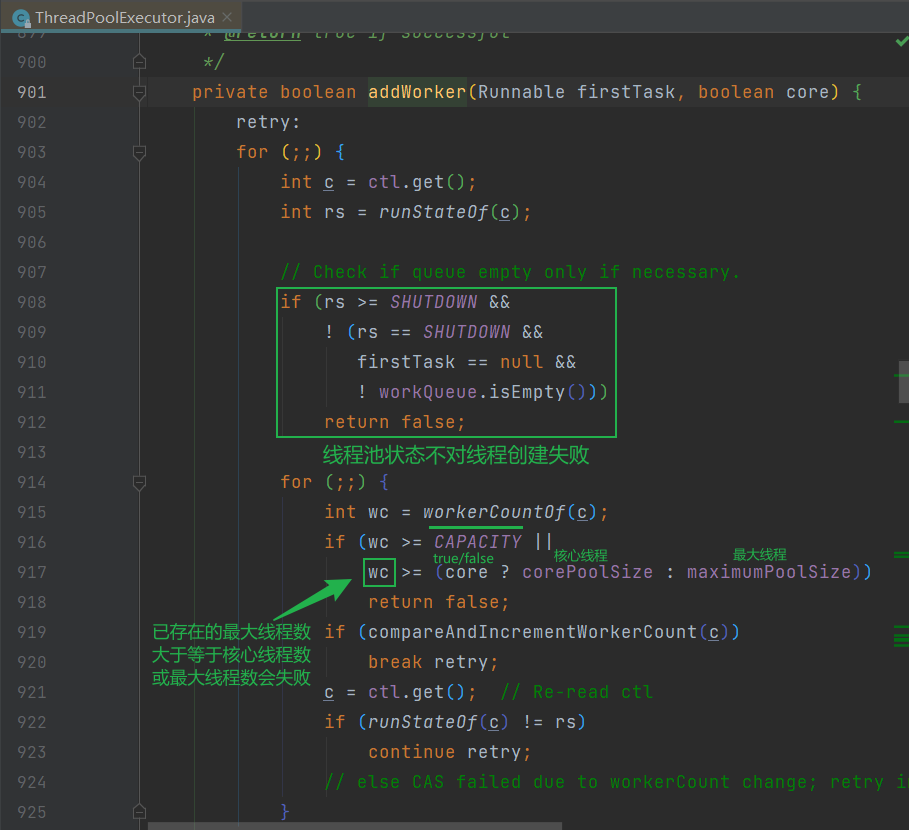 ThreadPoolExecutor.java
899 * @return true if successful
900 */
901 private boolean addWorker(Runnable firstTask, boolean core) {
902 retry:
903 for (;;) {
904 int c = ctl.get();
905 int rs = runStateOf(c);
906
907 // Check if queue empty only if necessary.
908 if (rs >= SHUTDOWN &&
909 ! (rs == SHUTDOWN &&
910 firstTask == null &&
911 ! workQueue.isEmpty()))
912 return false;
913 线程池状态不对线程创建失败
914 for (;;) {
915 int wc = workerCountOf(c);
916 if (wc >= CAPACITY ||
true/false 核心线程 最大线程
917 wc >= (core ? corePoolSize : maximumPoolSize))
918 return false;
919 if (compareAndIncrementWorkerCount(c))
已存在的最大线程数
大于等于核心线程数
或最大线程数会失败
920 break retry;
921 c = ctl.get(); // Re-read ctl
922 if (runStateOf(c) != rs)
923 continue retry;
924 // else CAS failed due to workerCount change; retry
925 }